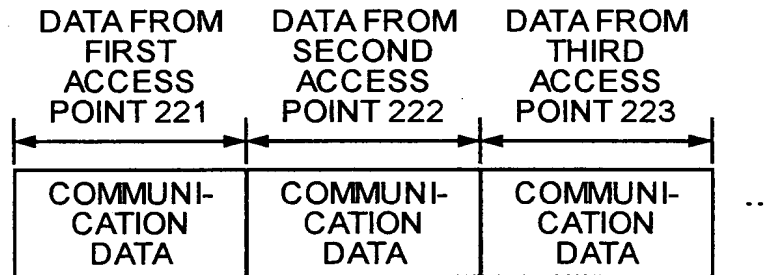 DATA FROM FIRST ACCESS POINT 221
DATA FROM SECOND ACCESS POINT 222
DATA FROM THIRD ACCESS POINT 223
COMMUNI-
CATION
DATA
COMMUNI-
CATION
DATA
COMMUNI-
CATION
DATA
..